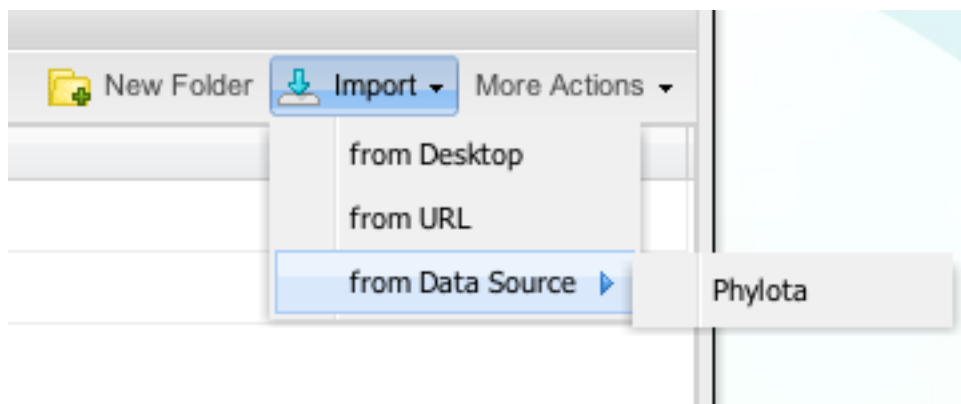 New Folder Import More Actions
from Desktop
from URL
from Data Source
Phylota